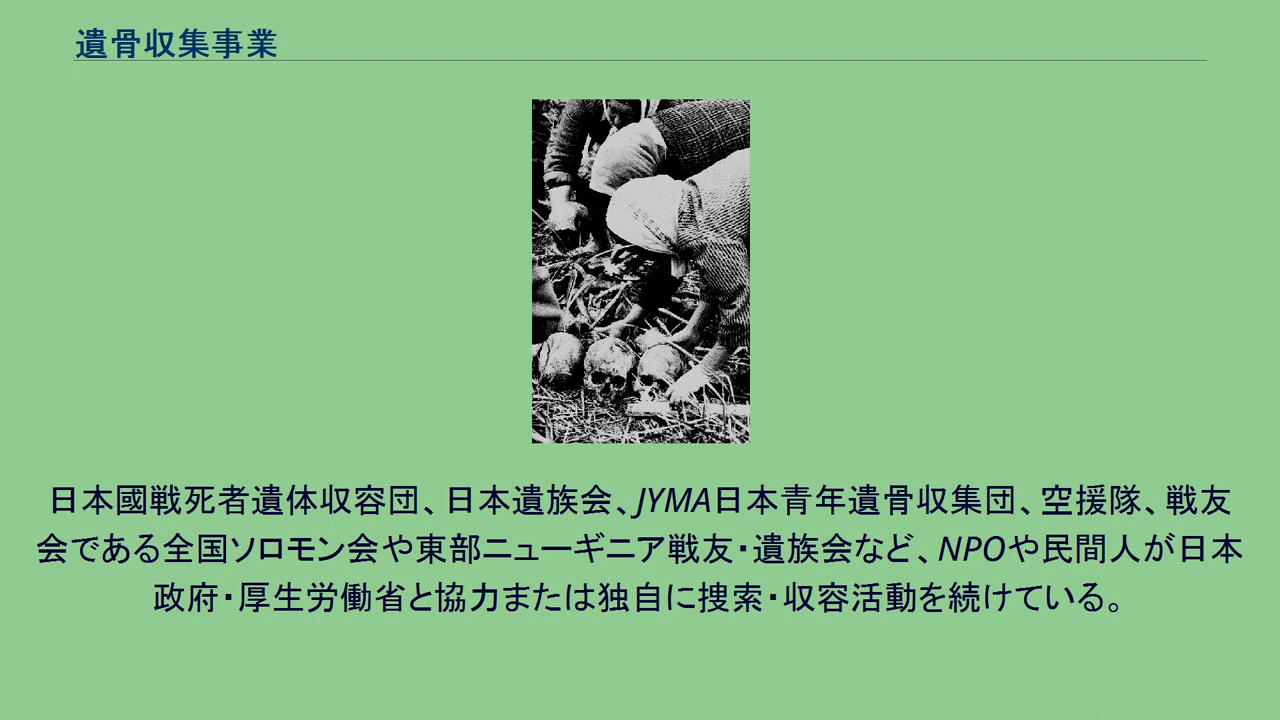 遺骨収集事業
日本國戦死者遺体収容団、日本遺族会、JYMA日本青年遺骨収集団、空援隊、戦友
会である全国ソロモン会や東部ニューギニア戦友・遺族会など、NPOや民間人が日本
政府・厚生労働省と協力または独自に捜索・収容活動を続けている。